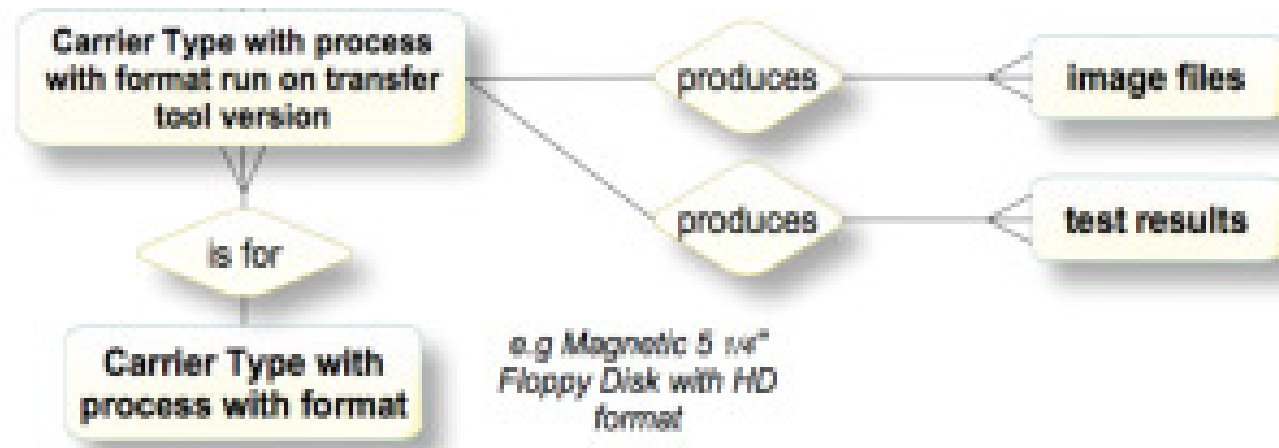 Carrier Type with process
with format run on transfer
tool version
produces
image files
produces
test results
is for
Carrier Type with
process with format
e.g Magnetic 5 1/4"
Floppy Disk with HD
format